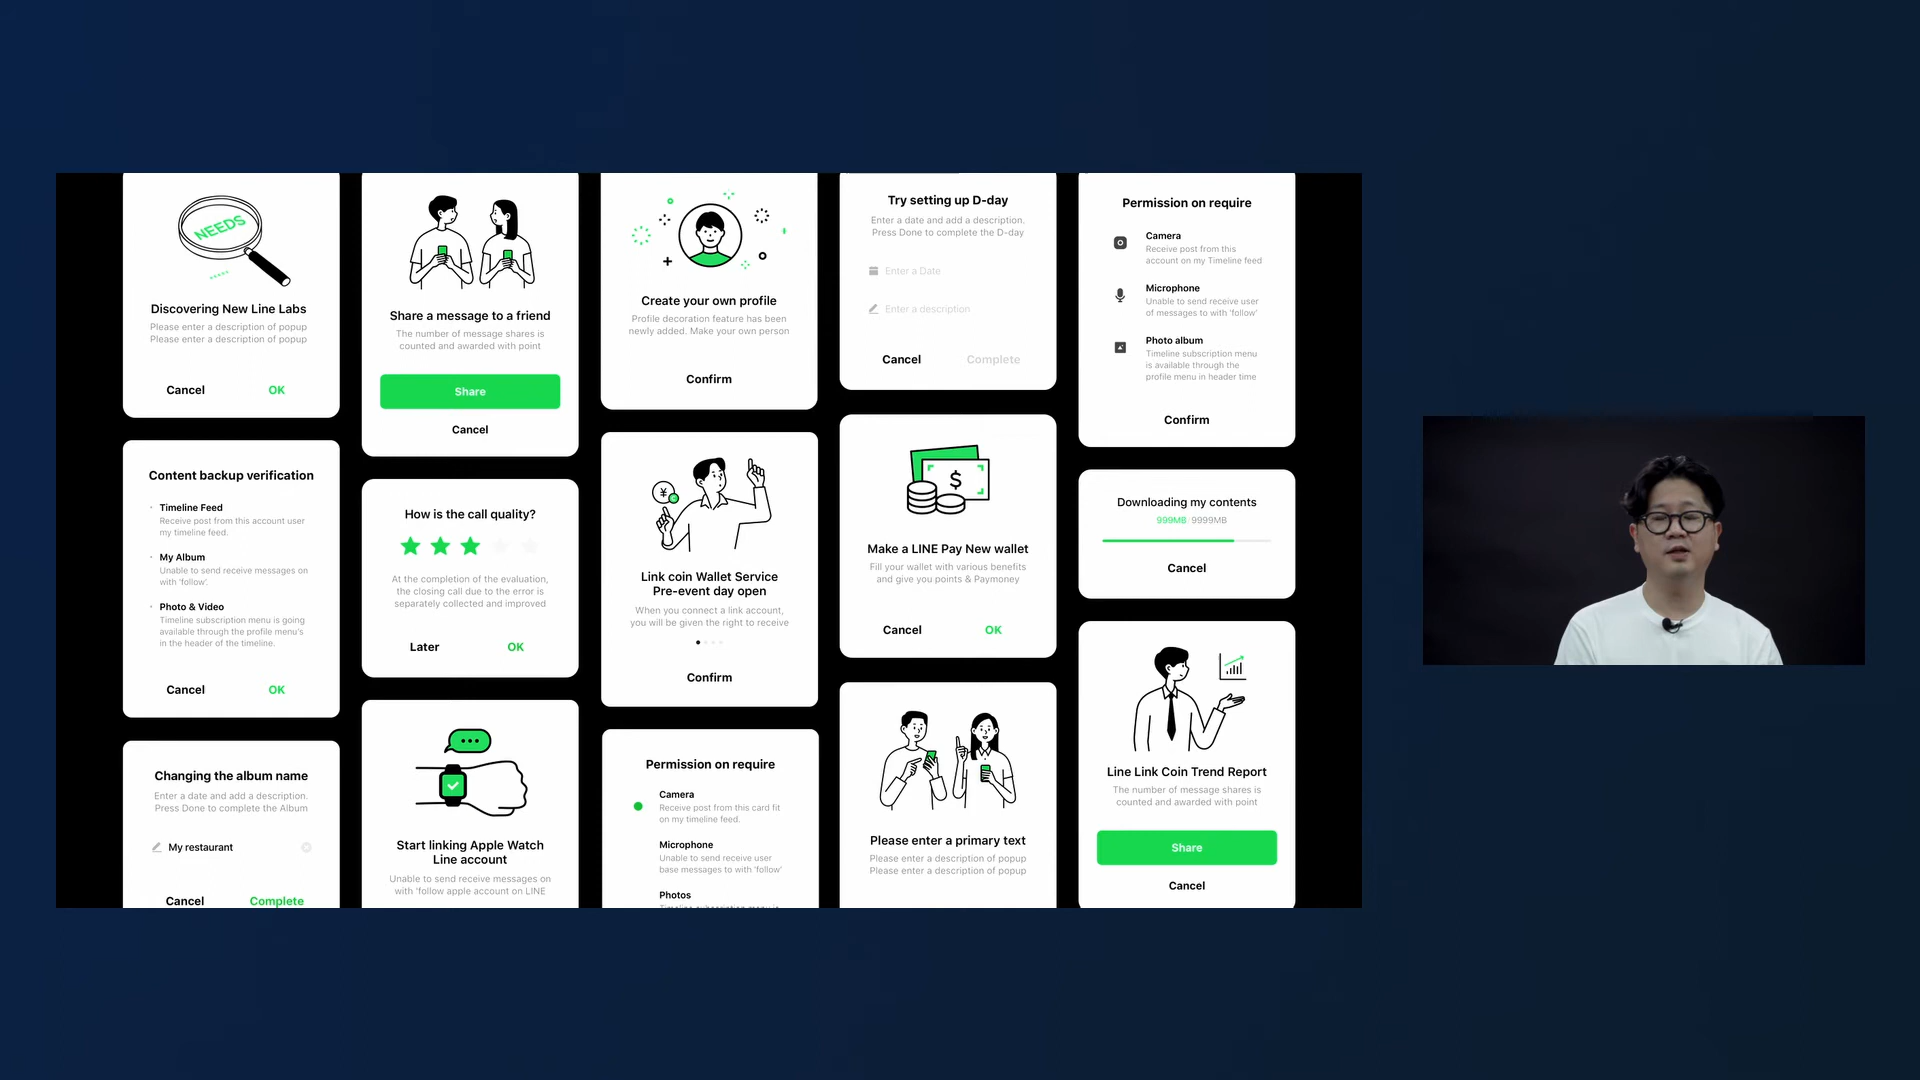 NEEDS
Discovering New Line Labs
Please enter a description of popup
Please enter a description of popup
Cancel
OK
Content backup verification
Timeline Feed
Receive post from this account user
my timeline feed.
My Album
Unable to send receive messages on
with ‘follow’.
Photo & Video
Timeline subscription menu is going
available through the profile menu's
in the header of the timeline.
Cancel
OK
Changing the album name
Enter a date and add a description.
Press Done to complete the Album
My restaurant
Cancel
Complete
Share a message to a friend
The number of message shares is
counted and awarded with point
Share
Cancel
How is the call quality?
At the completion of the evaluation,
the closing call due to the error is
separately collected and improved
Later
OK
Start linking Apple Watch
Line account
Unable to send receive messages on
with ‘follow apple account on LINE
Create your own profile
Profile decoration feature has been
newly added. Make your own person
Confirm
¥
Link coin Wallet Service
Pre-event day open
When you connect a link account,
you will be given the right to receive
Confirm
Permission on require
Camera
Receive post from this card fit
on my timeline feed.
Microphone
Unable to send receive user
base messages to with ‘follow’
Photos
Timeline subscription menu is
Try setting up D-day
Enter a date and add a description.
Press Done to complete the D-day
Enter a Date
Enter a description
Cancel
Complete
$
Make a LINE Pay New wallet
Fill your wallet with various benefits
and give you points & Paymoney
Cancel
OK
Please enter a primary text
Please enter a description of popup
Please enter a description of popup
Permission on require
Camera
Receive post from this
account on my Timeline feed
Microphone
Unable to send receive user
of messages to with ‘follow’
Photo album
Timeline subscription menu
is available through the
profile menu in header time
Confirm
Downloading my contents
999MB 9999MB
Cancel
Line Link Coin Trend Report
The number of message shares is
counted and awarded with point
Share
Cancel